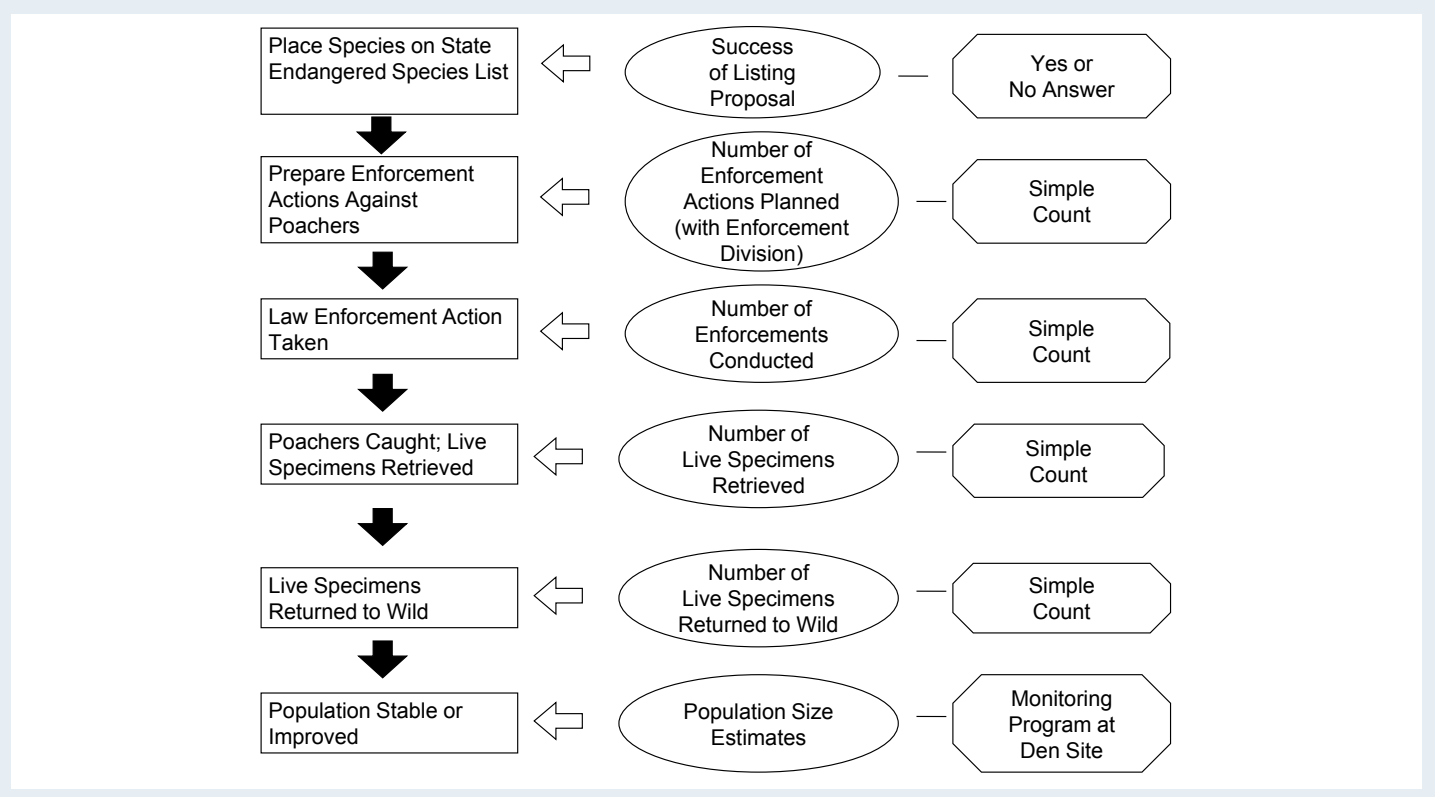 Place Species on State
Endangered Species List
Success
of Listing
Proposal
Yes or
No Answer
Prepare Enforcement
Actions Against
Poachers
Number of
Enforcement
Actions Planned
(with Enforcement
Division)
Simple
Count
Law Enforcement Action
Taken
Number of
Enforcements
Conducted
Simple
Count
Poachers Caught; Live
Specimens Retrieved
Number of
Live Specimens
Retrieved
Simple
Count
Live Specimens
Returned to Wild
Number of
Live Specimens
Returned to Wild
Simple
Count
Population Stable or
Improved
Population Size
Estimates
Monitoring
Program at
Den Site